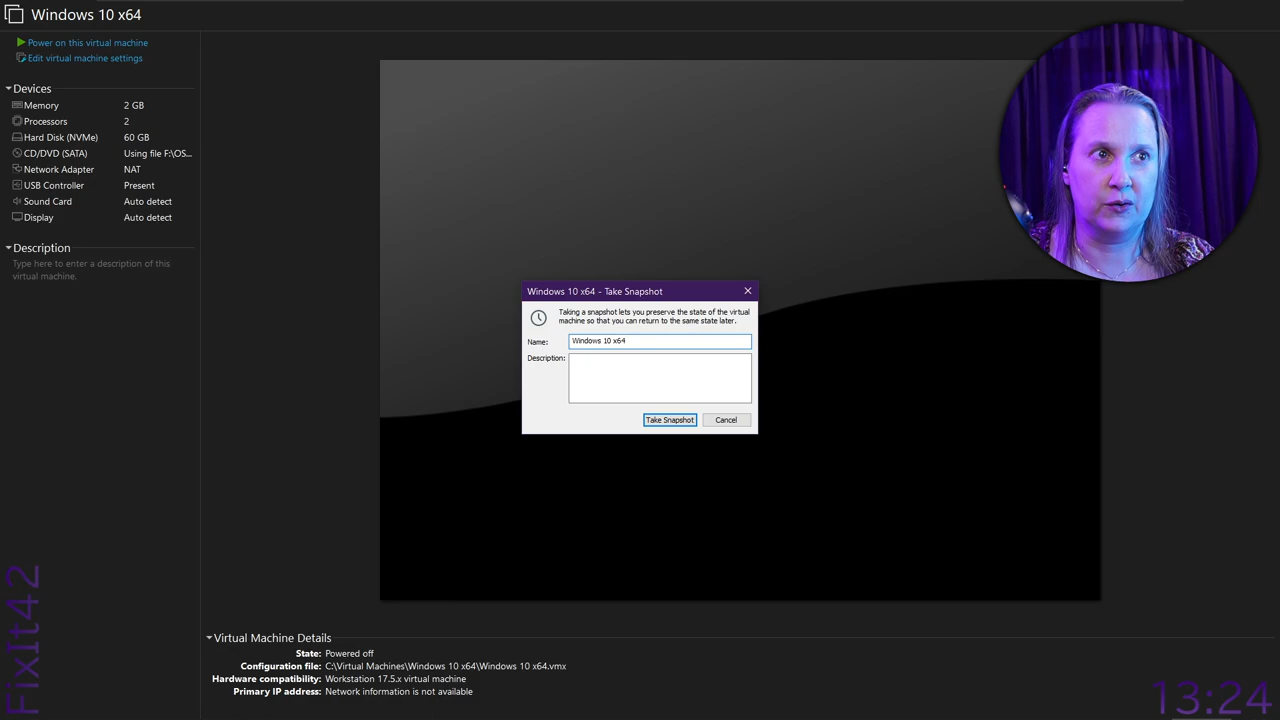 Windows 10 x64
Power on this virtual machine
Edit virtual machine settings
Devices
Memory 2 GB
Processors 2
Hard Disk (NVMe) 60 GB
CD/DVD (SATA) Using file F:\OS...
Network Adapter NAT
USB Controller Present
Sound Card Auto detect
Display Auto detect
Description
Type here to enter a description of this
virtual machine.
Windows 10 x64 - Take Snapshot
Taking a snapshot lets you preserve the state of the virtual
machine so that you can return to the same state later.
Name: Windows 10 x64
Description:
Take Snapshot Cancel
Virtual Machine Details
State: Powered off
Configuration file: C:\Virtual Machines\Windows 10 x64\Windows 10 x64.vmx
Hardware compatibility: Workstation 17.5.x virtual machine
Primary IP address: Network information is not available
FixIt42
13:24